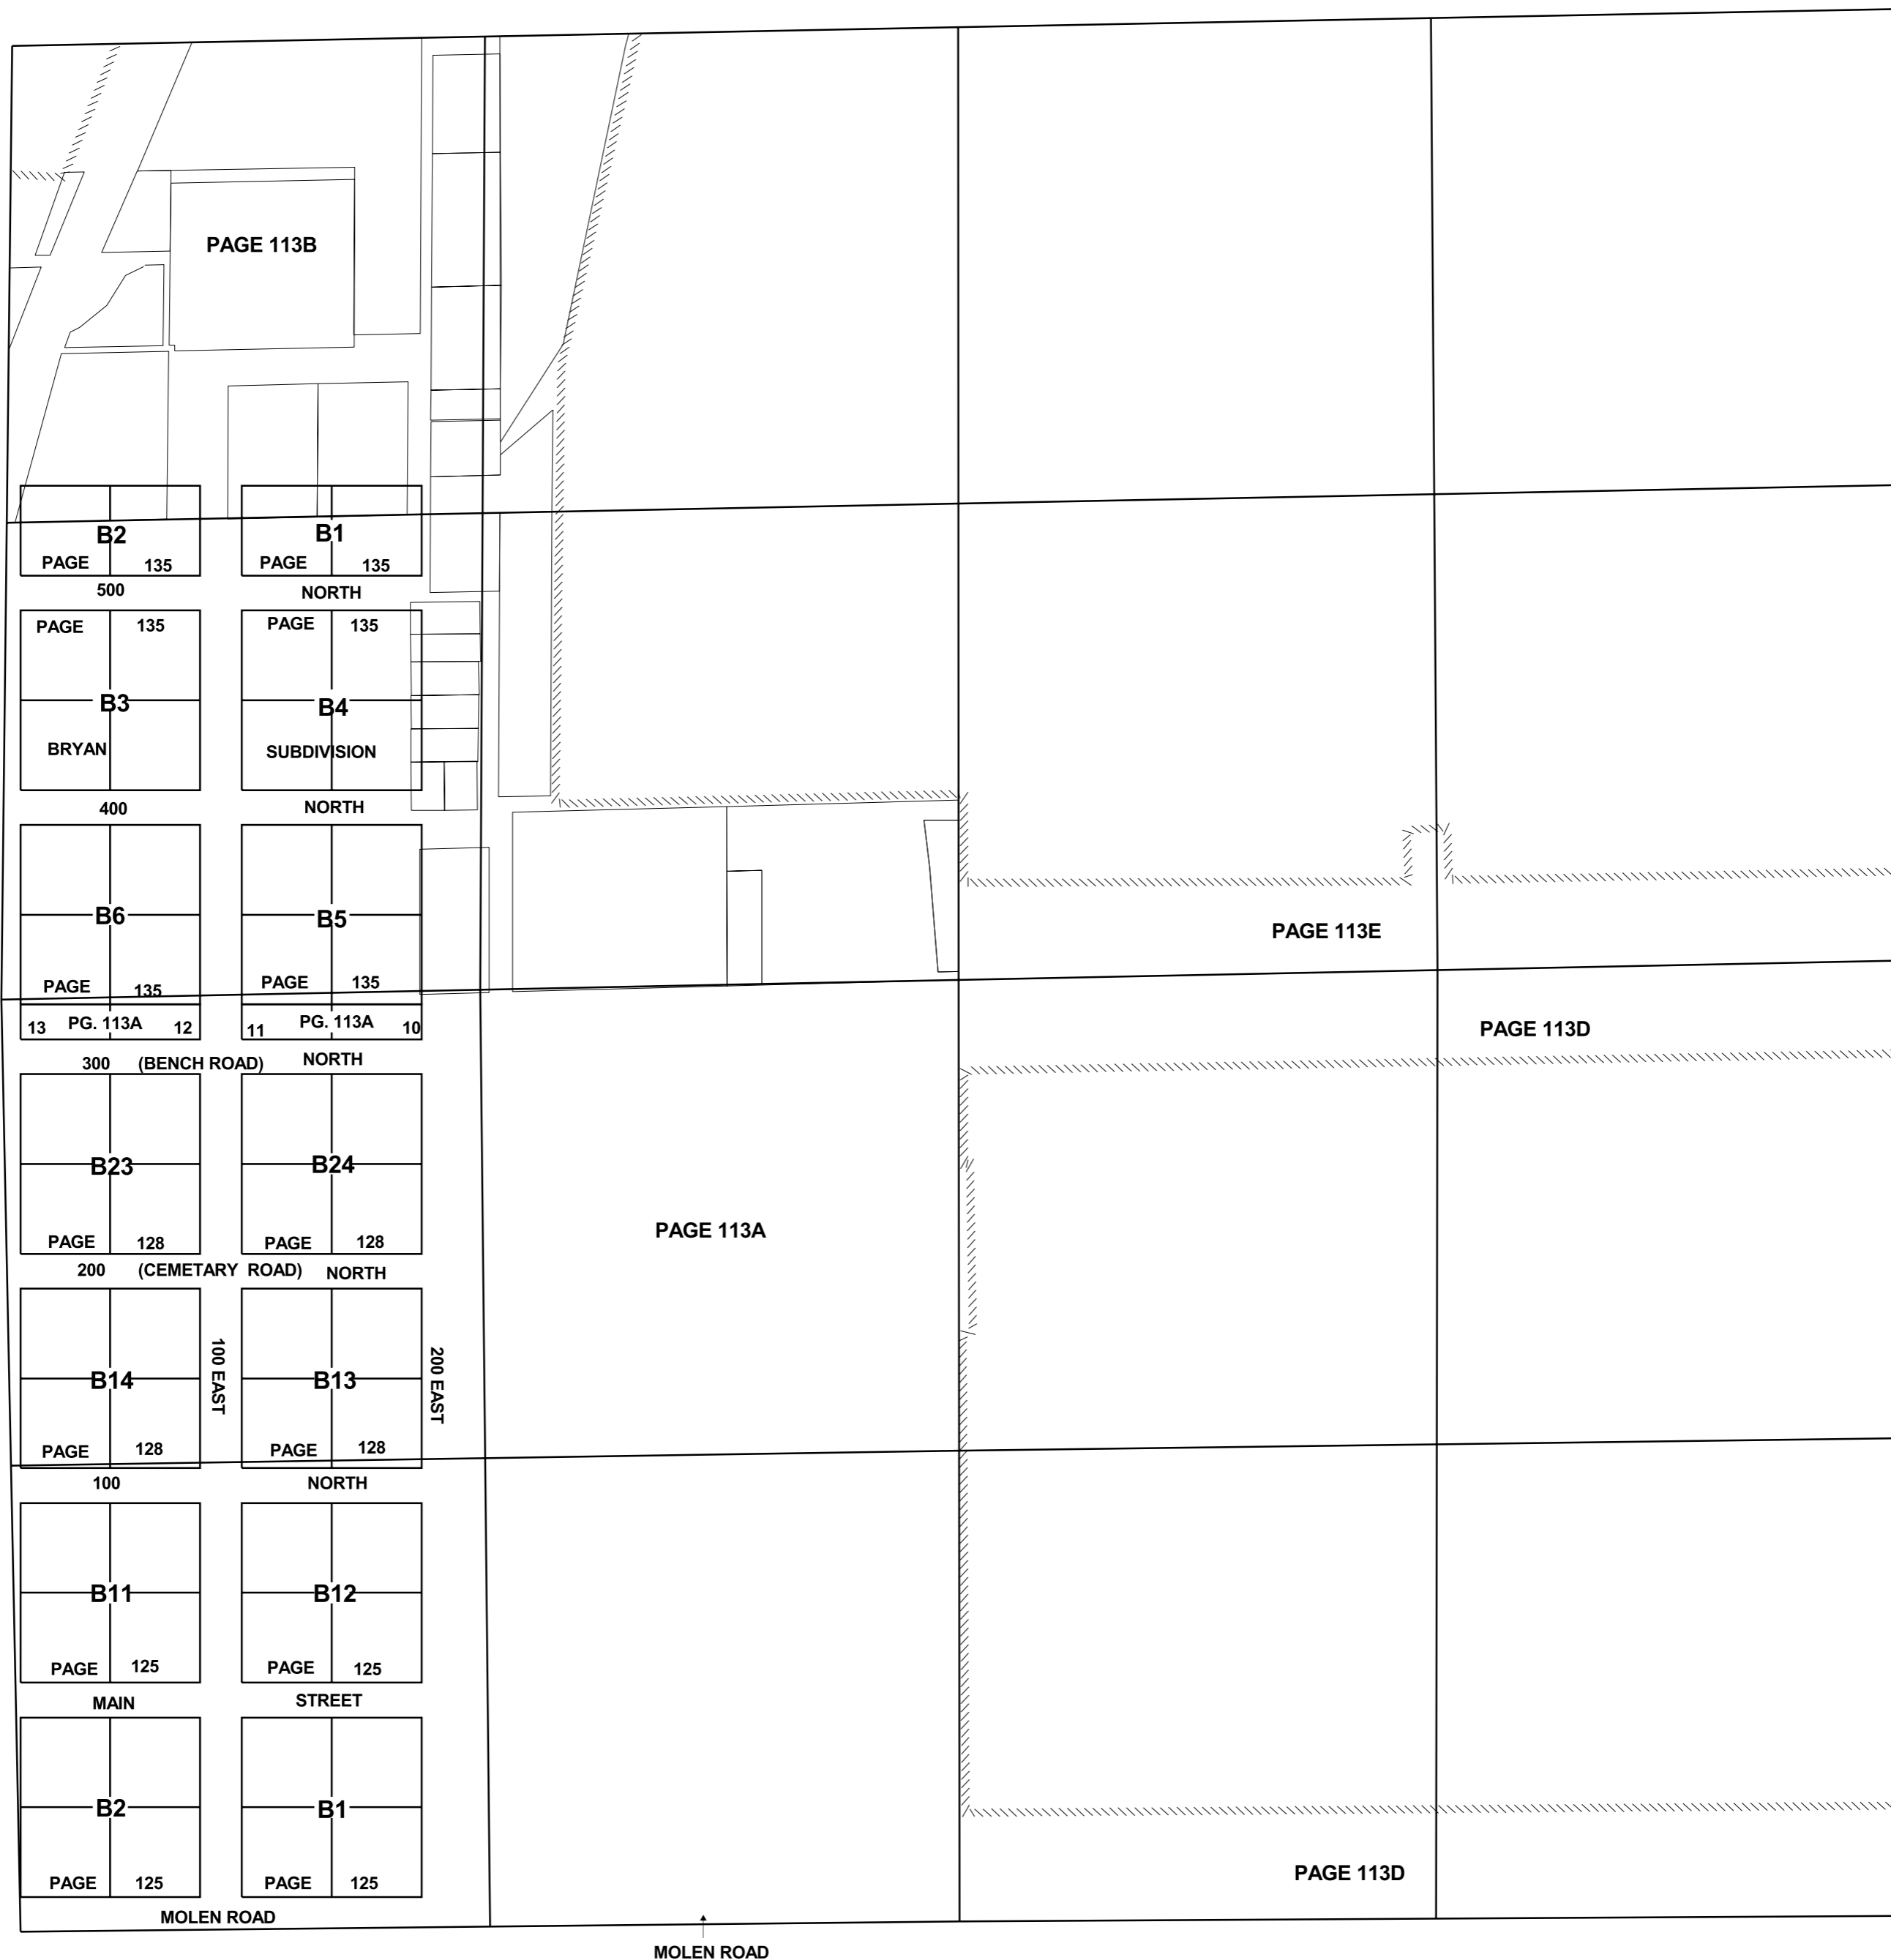 PAGE 113B
B2
B1
PAGE 135
PAGE 135
500 NORTH
PAGE 135
PAGE 135
B3
B4
BRYAN SUBDIVISION
400 NORTH
B6
B5
PAGE 113E
PAGE 135
PAGE 135
13 PG. 113A 12
11 PG. 113A 10
PAGE 113D
300 (BENCH ROAD) NORTH
B23
B24
PAGE 113A
PAGE 128
PAGE 128
200 (CEMETARY ROAD) NORTH
B14
100 EAST
B13
200 EAST
PAGE 128
PAGE 128
100 NORTH
B11
B12
PAGE 125
PAGE 125
MAIN STREET
B2
B1
PAGE 113D
PAGE 125
PAGE 125
MOLEN ROAD
MOLEN ROAD